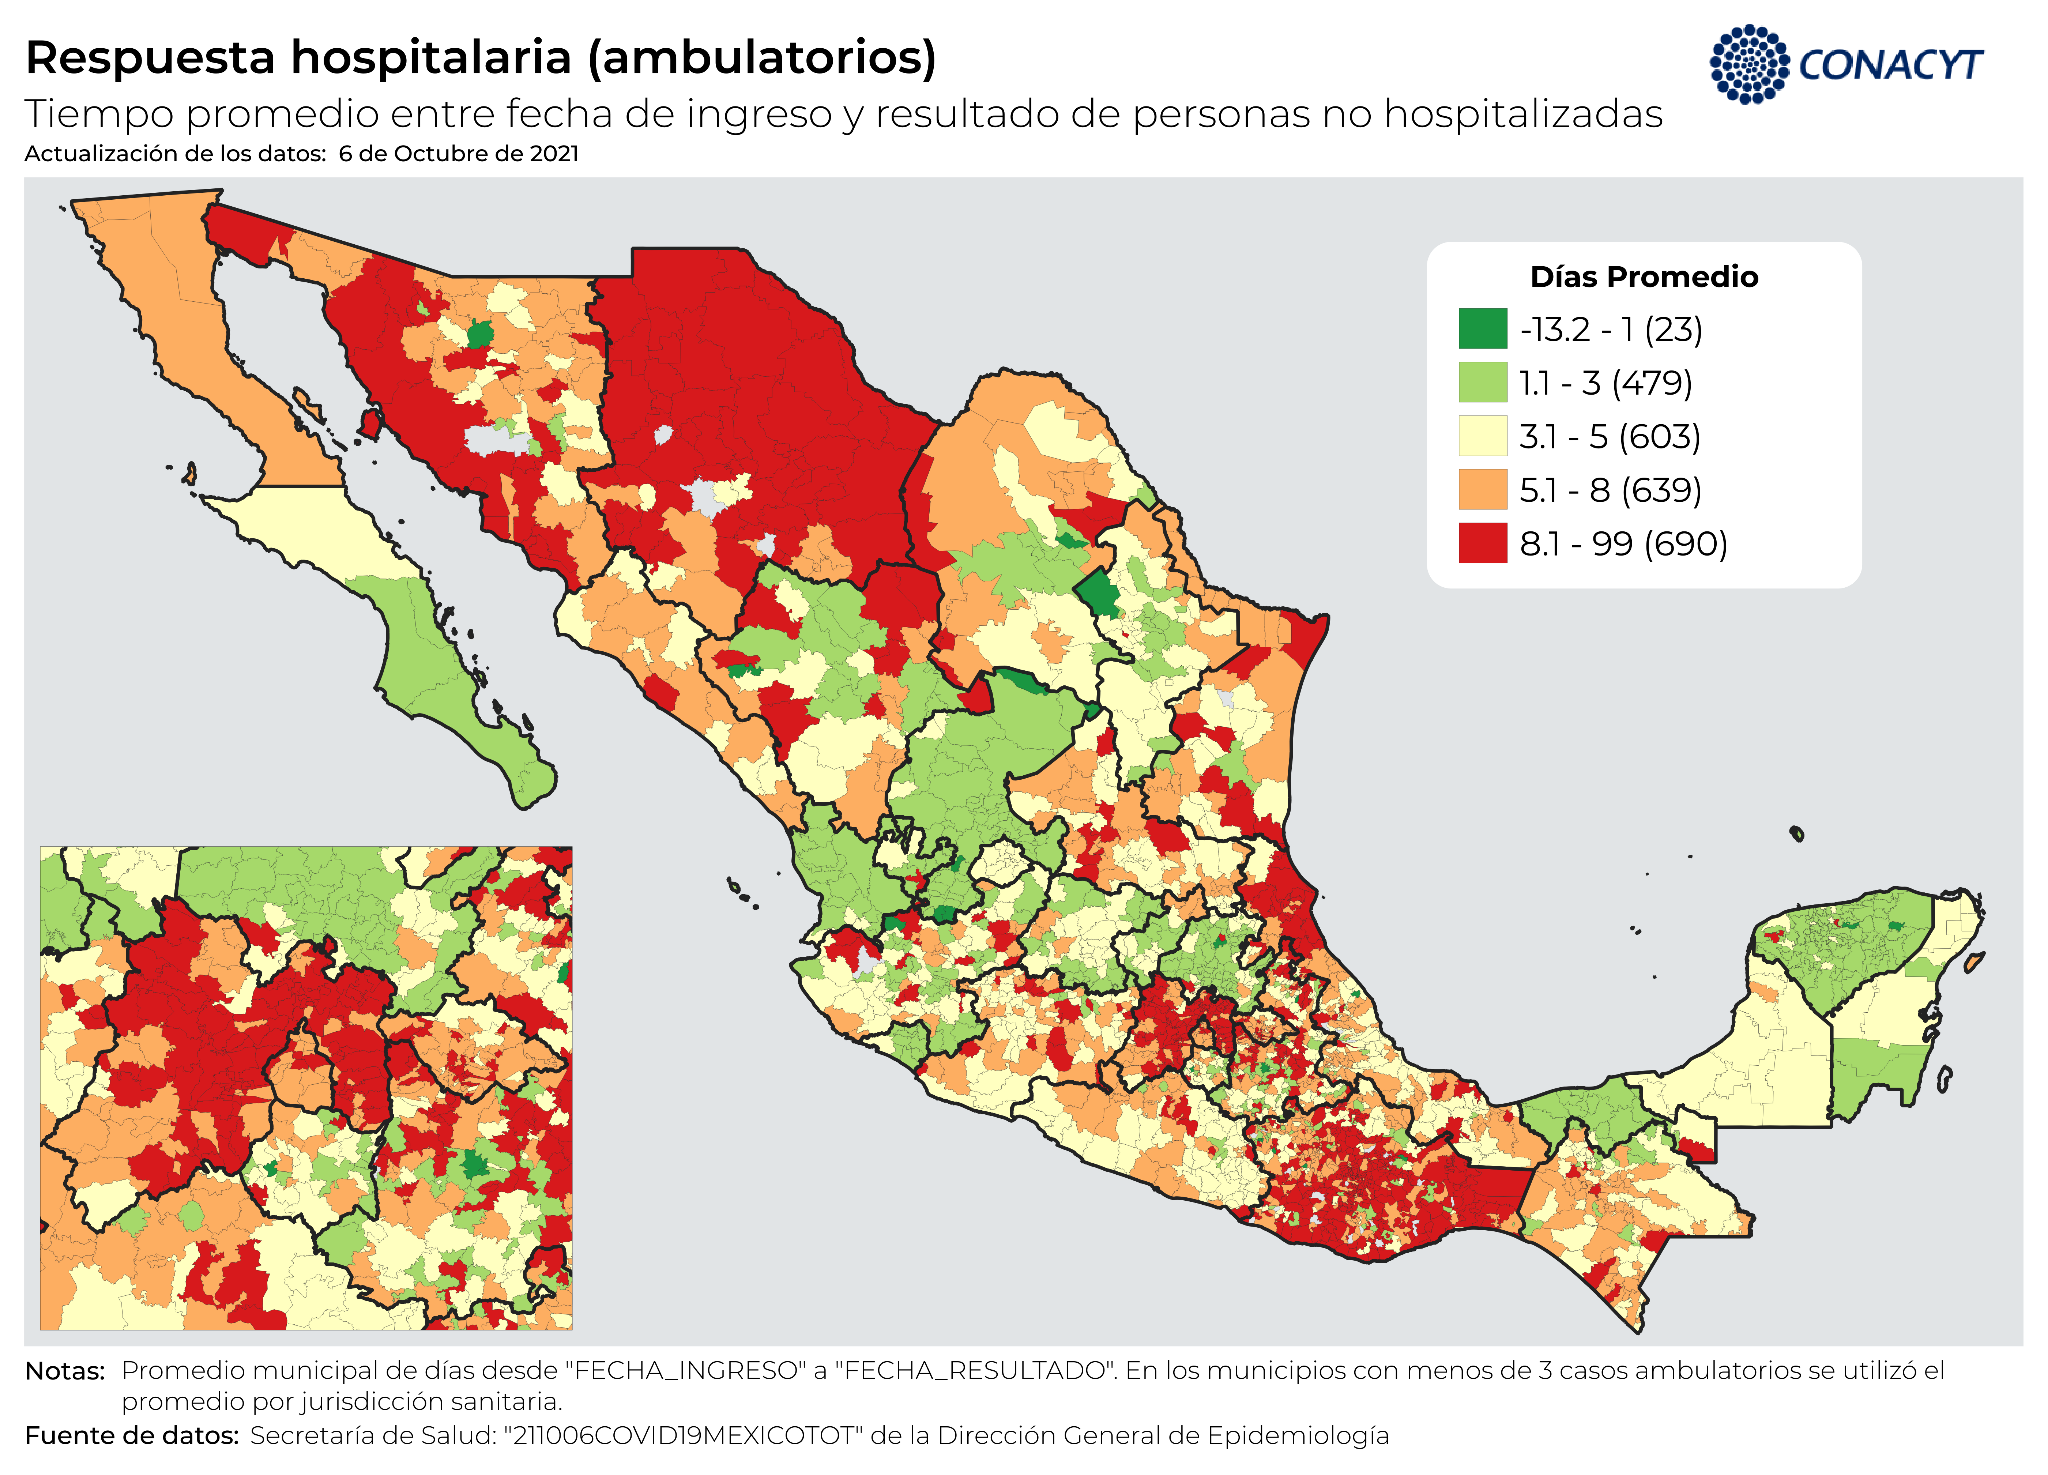 Respuesta hospitalaria (ambulatorios)
CONACYT
Tiempo promedio entre fecha de ingreso y resultado de personas no hospitalizadas
Actualización de los datos: 6 de Octubre de 2021
Días Promedio
-13.2 - 1 (23)
1.1 - 3 (479)
3.1 - 5 (603)
5.1 - 8 (639)
8.1 - 99 (690)
Notas: Promedio municipal de días desde "FECHA_INGRESO" a "FECHA_RESULTADO". En los municipios con menos de 3 casos ambulatorios se utilizó el
promedio por jurisdicción sanitaria.
Fuente de datos: Secretaría de Salud: "211006COVID19MEXICOTOT" de la Dirección General de Epidemiología